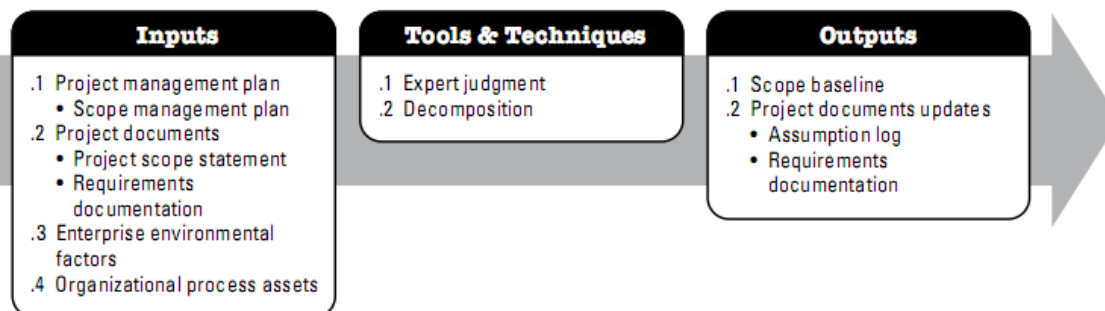 Inputs
.1 Project management plan
• Scope management plan
.2 Project documents
• Project scope statement
• Requirements
documentation
.3 Enterprise environmental
factors
.4 Organizational process assets
Tools & Techniques
.1 Expert judgment
.2 Decomposition
Outputs
.1 Scope baseline
.2 Project documents updates
• Assumption log
• Requirements
documentation